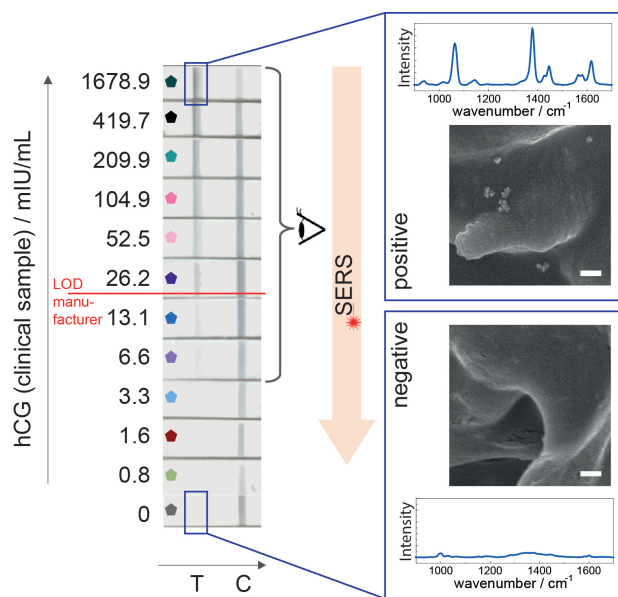 hCG (clinical sample) / mIU/mL
1678.9
419.7
209.9
104.9
52.5
26.2
LOD
manu-
facturer
13.1
6.6
3.3
1.6
0.8
0
T C
SERS
positive
Intensity
1000 1200 1400 1600
wavenumber / cm⁻¹
negative
Intensity
1000 1200 1400 1600
wavenumber / cm⁻¹